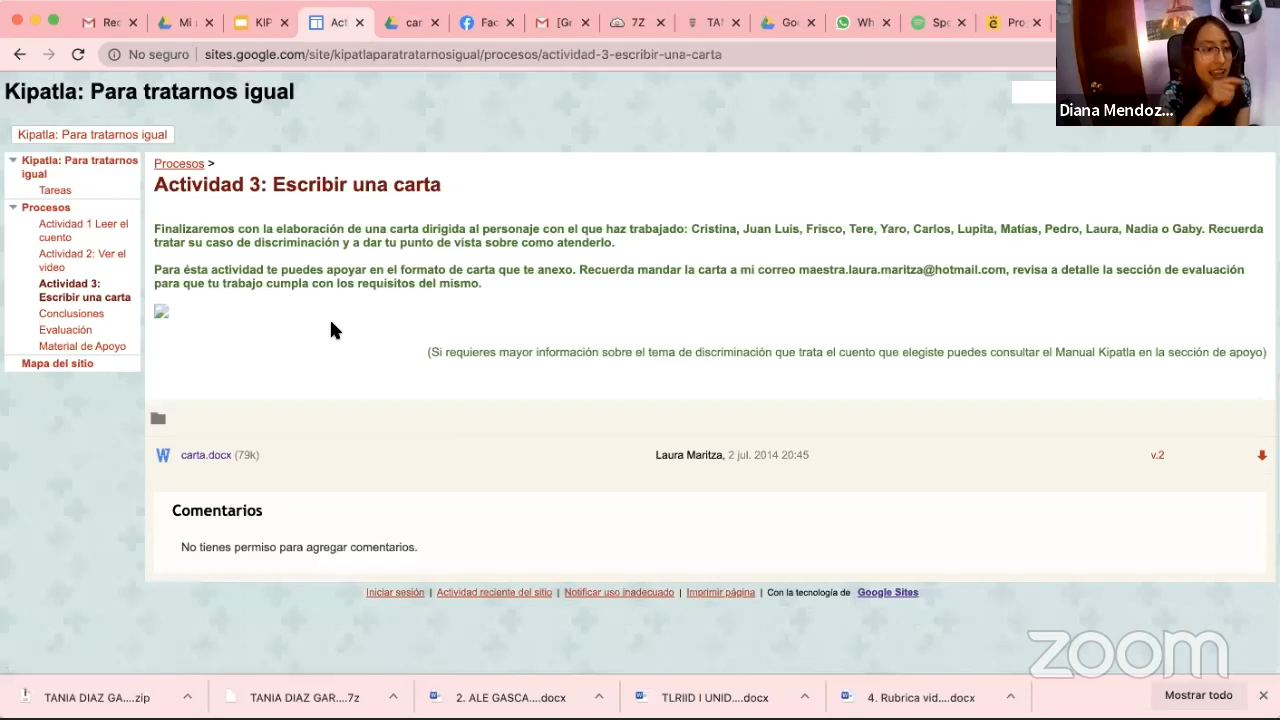 Rec
Mi
KIP
Act
car
Fac
[Ge
7Z
TAI
Goo
Wh
Spe
Pro
No seguro
sites.google.com/site/kipatlaparatratarnosigual/procesos/actividad-3-escribir-una-carta
Diana Mendoz...
Kipatla: Para tratarnos igual
Kipatla: Para tratarnos igual
Kipatla: Para tratarnos
igual
Tareas
Procesos
Actividad 1 Leer el
cuento
Actividad 2: Ver el
video
Actividad 3:
Escribir una carta
Conclusiones
Evaluación
Material de Apoyo
Mapa del sitio
Procesos >
Actividad 3: Escribir una carta
Finalizaremos con la elaboración de una carta dirigida al personaje con el que haz trabajado: Cristina, Juan Luis, Frisco, Tere, Yaro, Carlos, Lupita, Matías, Pedro, Laura, Nadia o Gaby. Recuerda
tratar su caso de discriminación y a dar tu punto de vista sobre como atenderlo.
Para ésta actividad te puedes apoyar en el formato de carta que te anexo. Recuerda mandar la carta a mi correo maestra.laura.maritza@hotmail.com, revisa a detalle la sección de evaluación
para que tu trabajo cumpla con los requisitos del mismo.
(Si requieres mayor información sobre el tema de discriminación que trata el cuento que elegiste puedes consultar el Manual Kipatla en la sección de apoyo)
carta.docx (79k)
Laura Maritza, 2 jul. 2014 20:45
v.2
Comentarios
No tienes permiso para agregar comentarios.
Iniciar sesión | Actividad reciente del sitio | Notificar uso inadecuado | Imprimir página | Con la tecnología de Google Sites
zoom
TANIA DIAZ GA....zip
TANIA DIAZ GAR....7z
2. ALE GASCA....docx
TLRIID I UNID....docx
4. Rubrica vid....docx
Mostrar todo